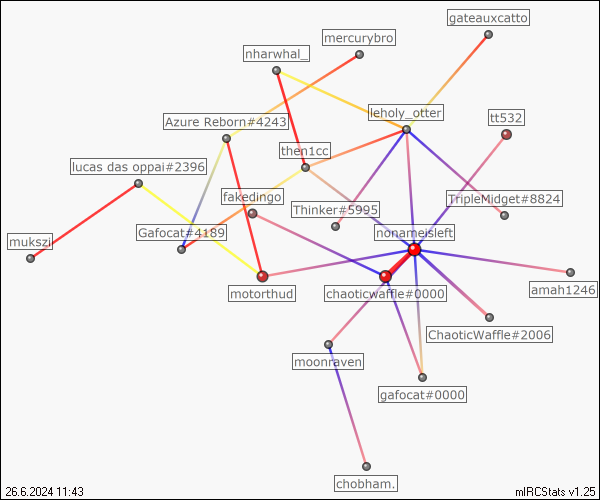 gateauxcatto
mercurybro
nharwhal_
leholy_otter
tt532
Azure Reborn#4243
then1cc
lucas das oppai#2396
fakedingo
TripleMidget#8824
Thinker#5995
Gafocat#4189
nonameisleft
mukszi
motorthud
chaoticwaffle#0000
amah1246
ChaoticWaffle#2006
moonraven
gafocat#0000
chobham.
26.6.2024 11:43
mIRCStats v1.25